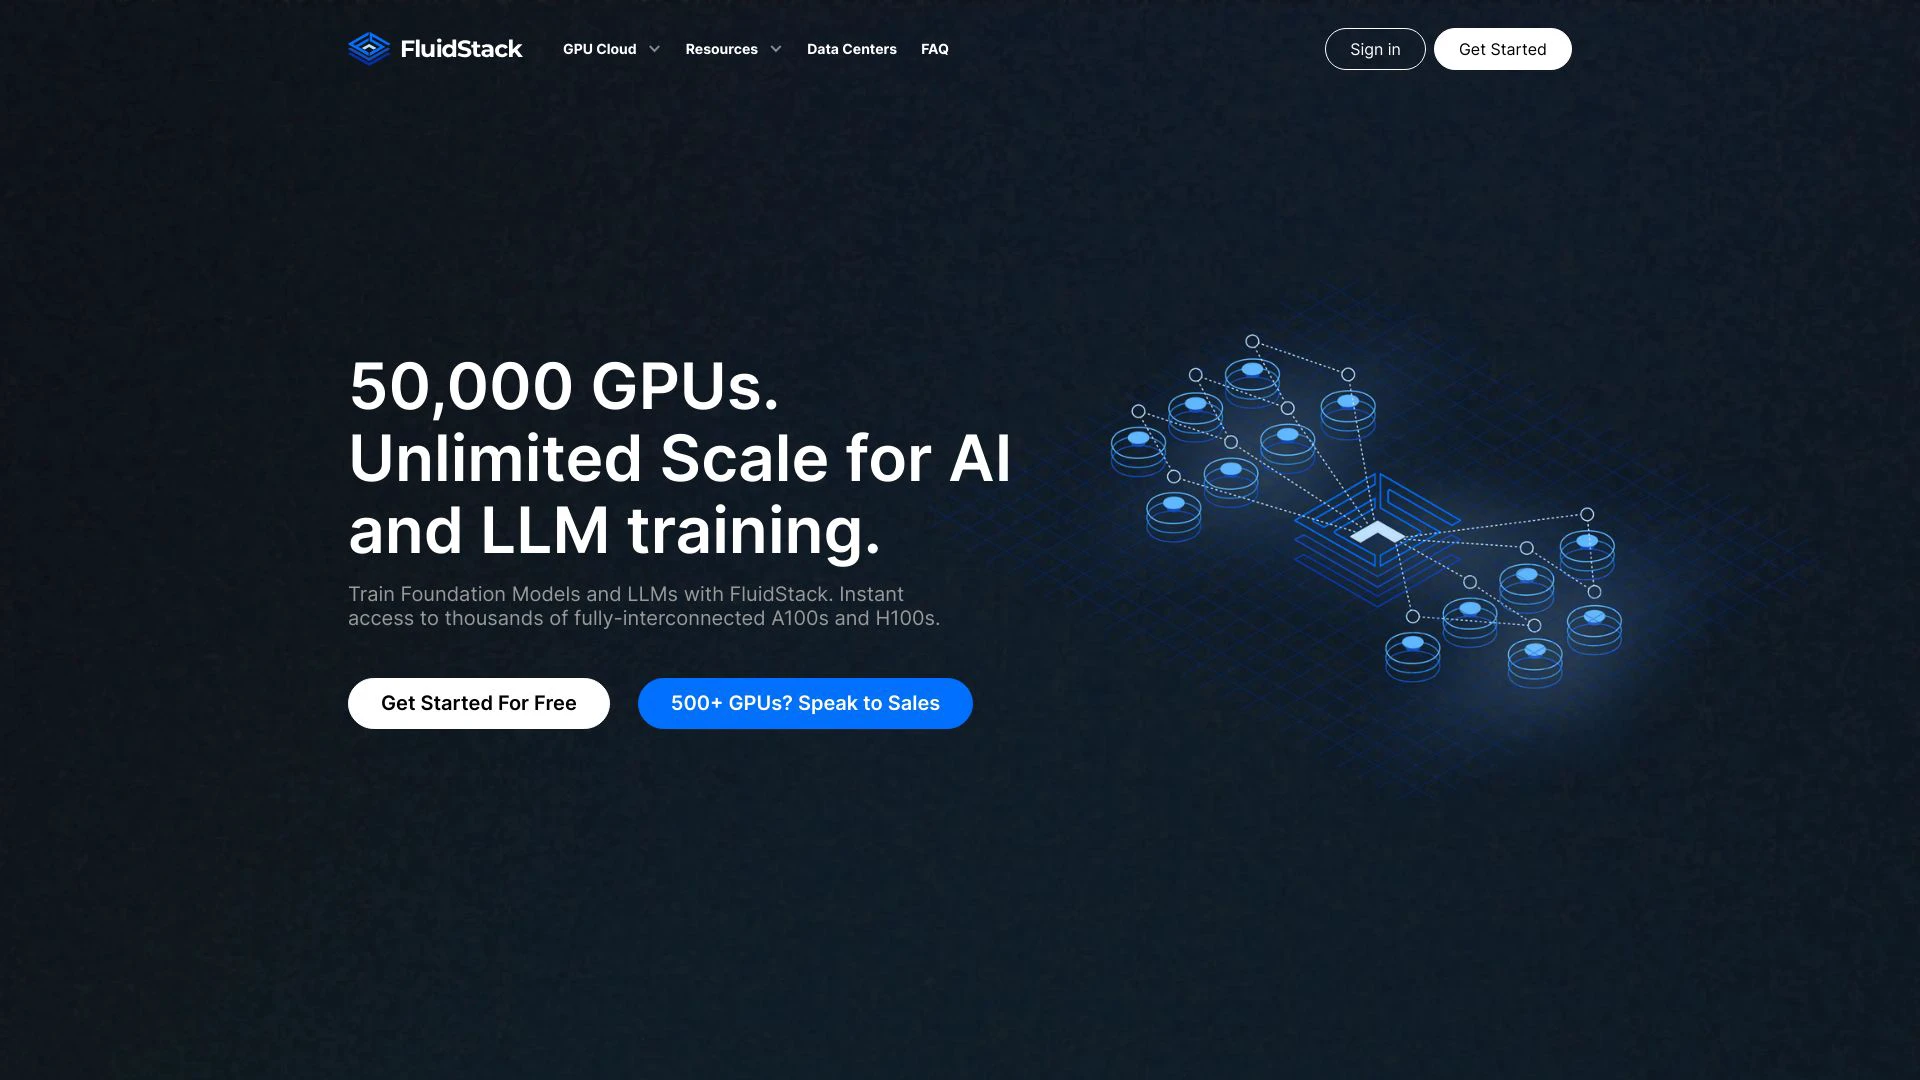 FluidStack
GPU Cloud
Resources
Data Centers
FAQ
Sign in
Get Started
50,000 GPUs.
Unlimited Scale for AI
and LLM training.
Train Foundation Models and LLMs with FluidStack. Instant
access to thousands of fully-interconnected A100s and H100s.
Get Started For Free
500+ GPUs? Speak to Sales